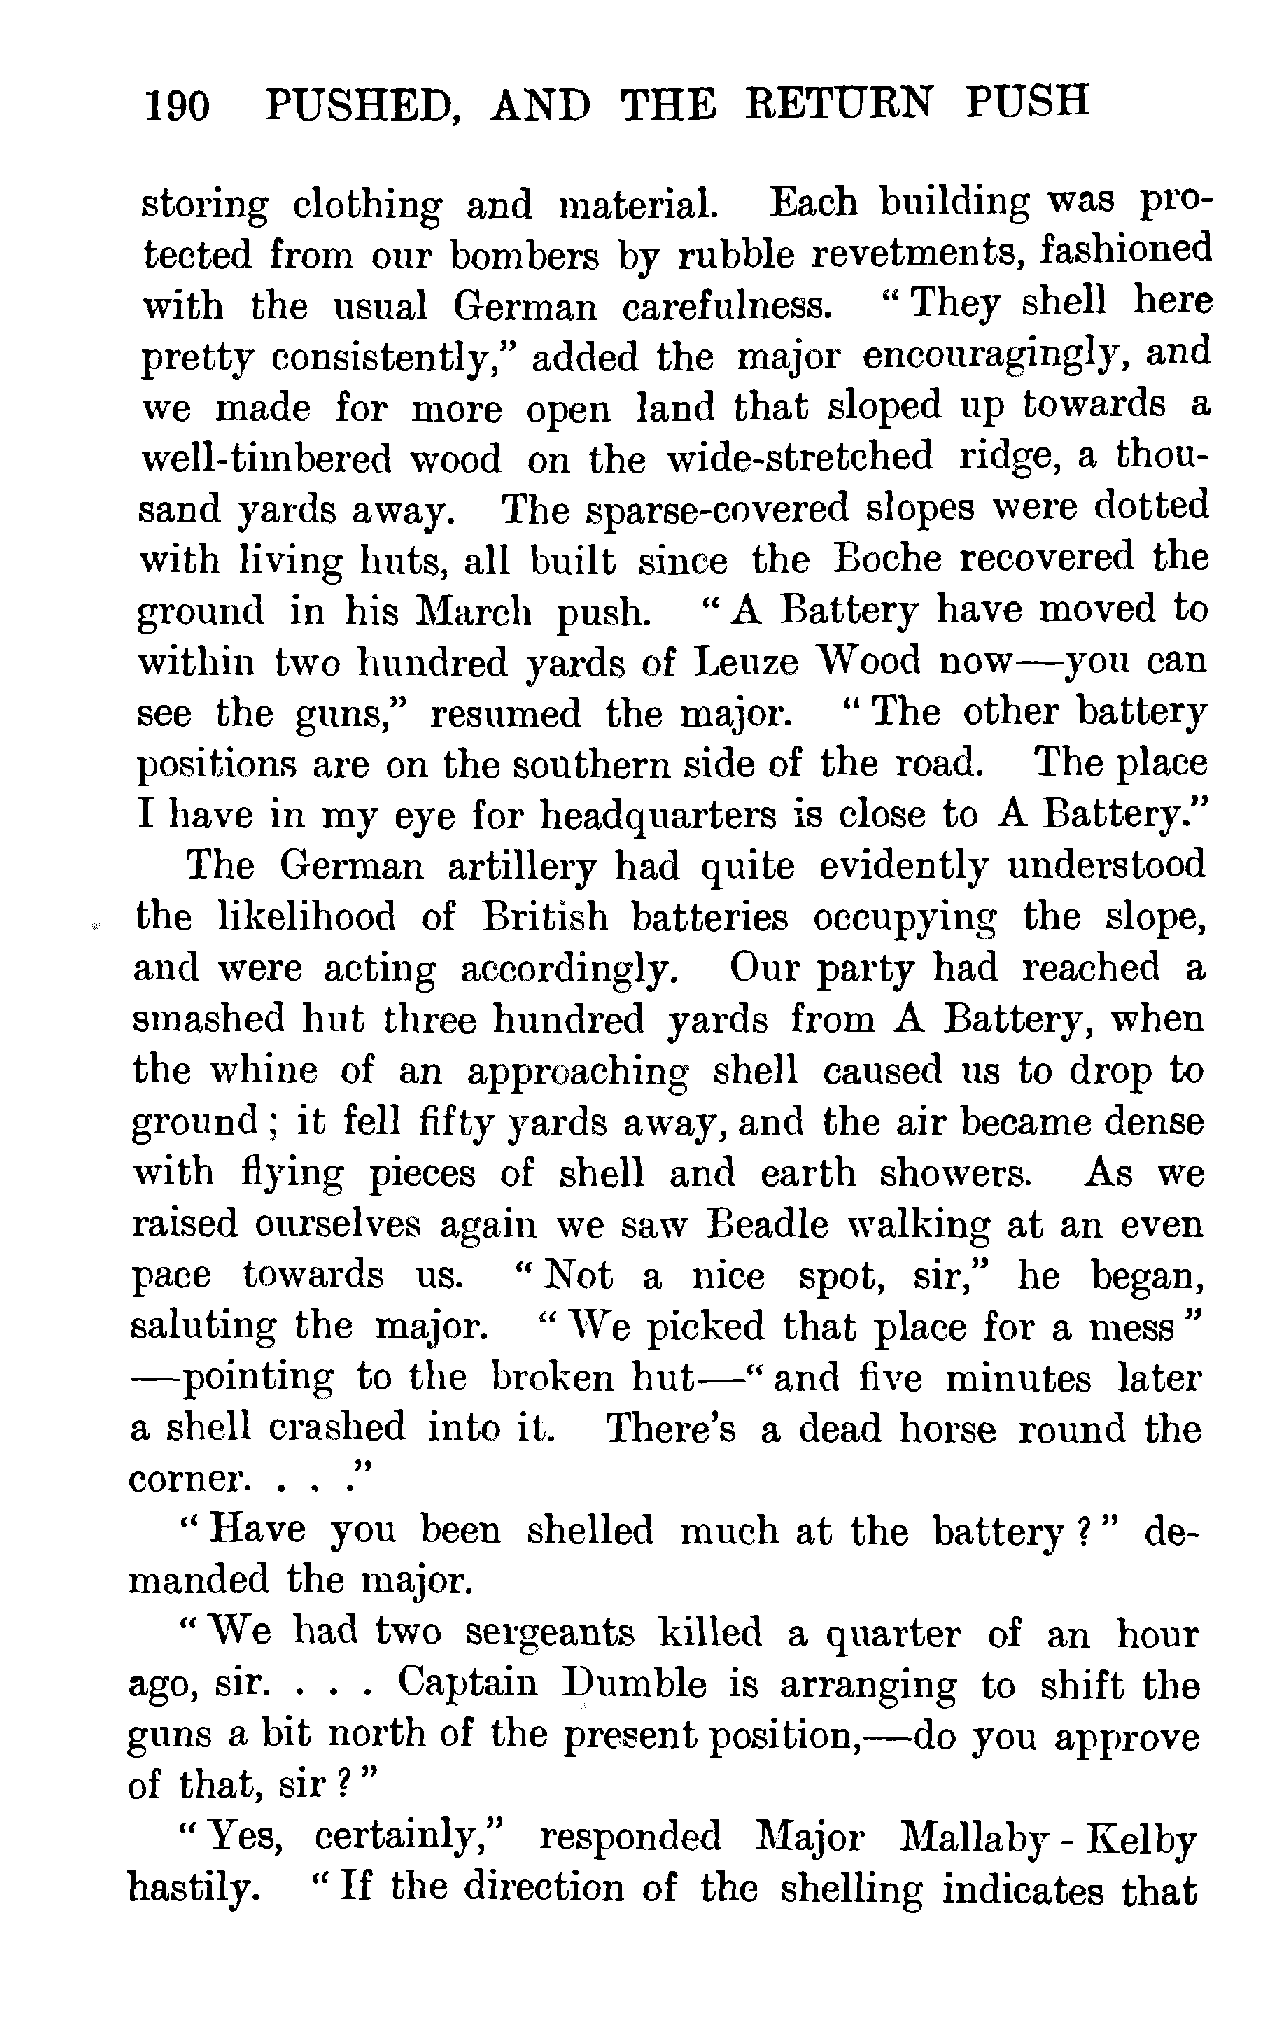 190 PUSHED, AND THE RETURN PUSH
storing clothing and material. Each building was pro-
tected from our bombers by rubble revetments, fashioned
with the usual German carefulness. “ They shell here
pretty consistently,” added the major encouragingly, and
we made for more open land that sloped up towards a
well-timbered wood on the wide-stretched ridge, a thou-
sand yards away. The sparse-covered slopes were dotted
with living huts, all built since the Boche recovered the
ground in his March push. “ A Battery have moved to
within two hundred yards of Leuze Wood now—you can
see the guns,” resumed the major. “ The other battery
positions are on the southern side of the road. The place
I have in my eye for headquarters is close to A Battery.”
The German artillery had quite evidently understood
the likelihood of British batteries occupying the slope,
and were acting accordingly. Our party had reached a
smashed hut three hundred yards from A Battery, when
the whine of an approaching shell caused us to drop to
ground ; it fell fifty yards away, and the air became dense
with flying pieces of shell and earth showers. As we
raised ourselves again we saw Beadle walking at an even
pace towards us. “ Not a nice spot, sir,” he began,
saluting the major. “ We picked that place for a mess ”
—pointing to the broken hut—“ and five minutes later
a shell crashed into it. There’s a dead horse round the
corner. . . .”
“ Have you been shelled much at the battery ? ” de-
manded the major.
“ We had two sergeants killed a quarter of an hour
ago, sir. . . . Captain Dumble is arranging to shift the
guns a bit north of the present position,—do you approve
of that, sir ? ”
“ Yes, certainly,” responded Major Mallaby - Kelby
hastily. “ If the direction of the shelling indicates that